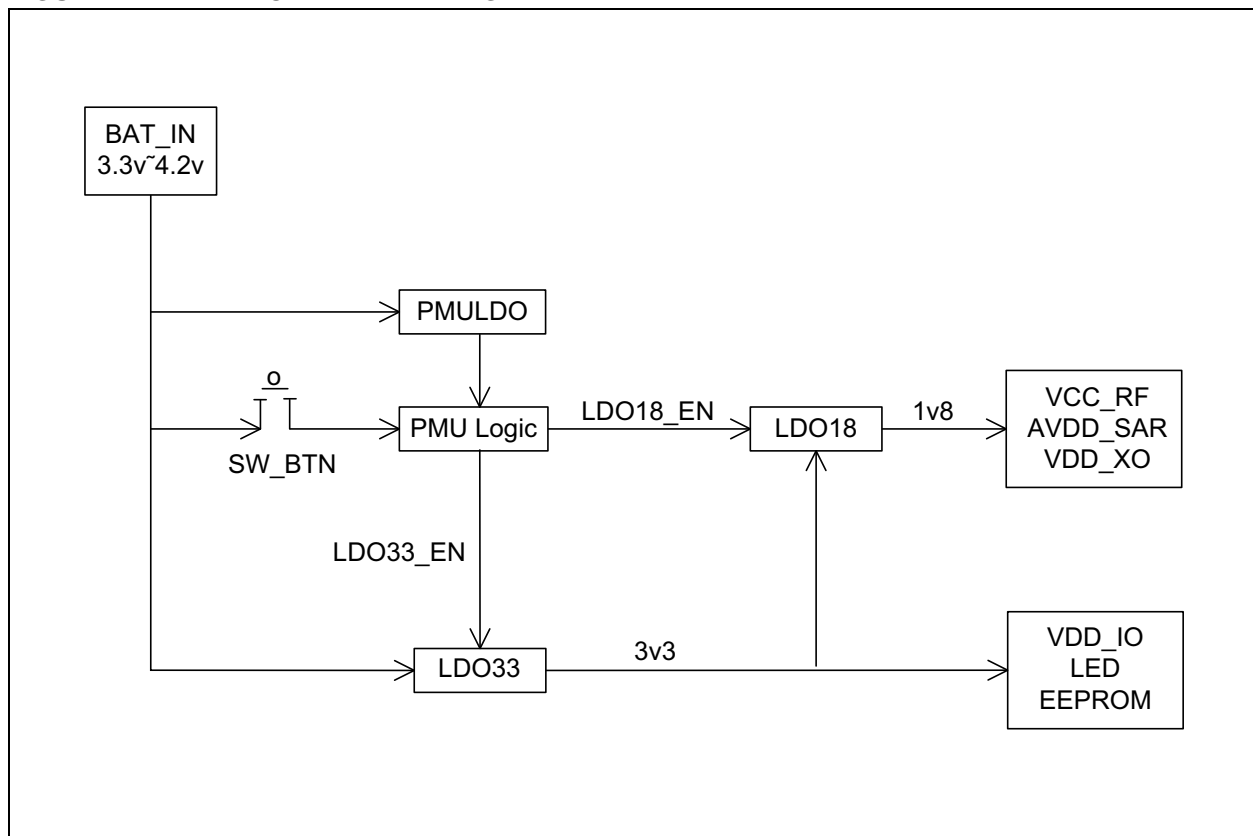 BAT_IN
3.3v~4.2v
PMULDO
o
SW_BTN
PMU Logic
LDO18_EN
LDO18
1v8
VCC_RF
AVDD_SAR
VDD_XO
LDO33_EN
LDO33
3v3
VDD_IO
LED
EEPROM